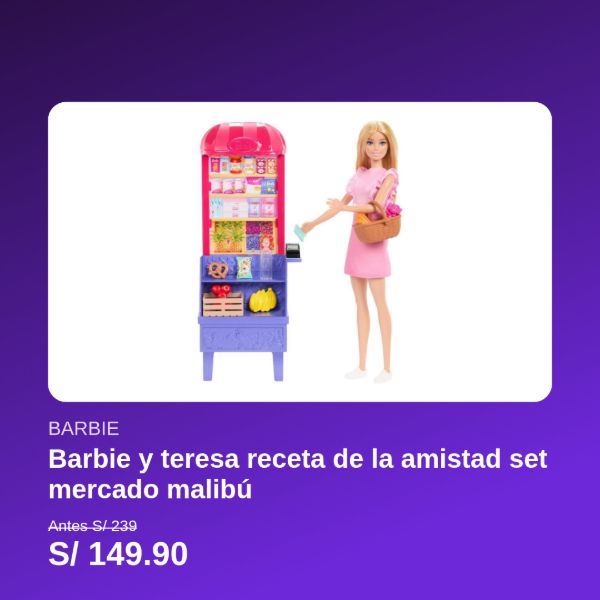 BARBIE
Barbie y teresa receta de la amistad set
mercado malibú
Antes S/ 239
S/ 149.90